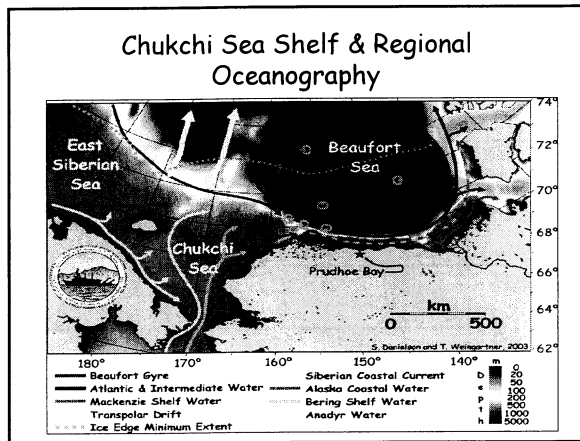 Chukchi Sea Shelf & Regional
Oceanography
74°
72°
70°
68°
66°
64°
62°
East
Siberian
Sea
Beaufort
Sea
Chukchi
Sea
Prudhoe Bay
km
0 500
S. Danielson and T. Weingartner, 2003
180° 170° 160° 150° 140°
Beaufort Gyre
Atlantic & Intermediate Water
Mackenzie Shelf Water
Transpolar Drift
Ice Edge Minimum Extent
Siberian Coastal Current
Alaska Coastal Water
Bering Shelf Water
Anadyr Water
Depth
m
0
20
50
100
500
1000
5000